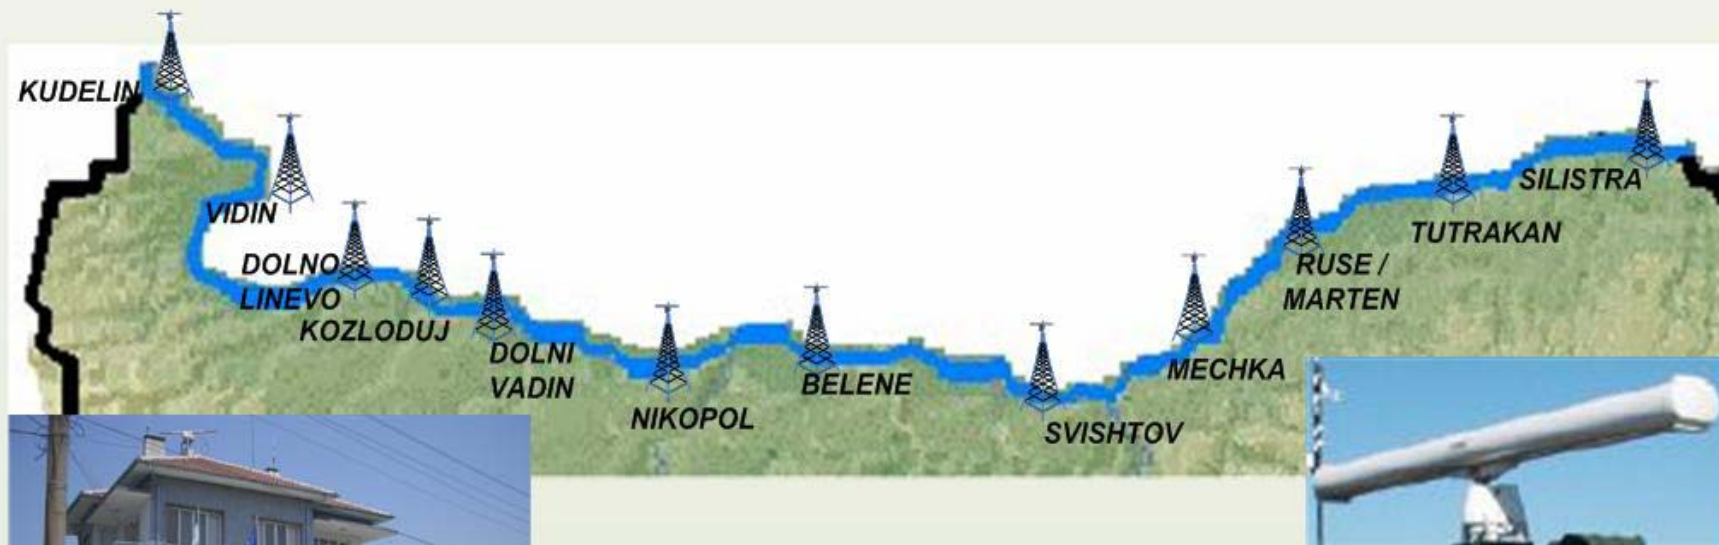 KUDELIN
VIDIN
DOLNO
LINEVO
KOZLODUJ
DOLNI
VADIN
NIKOPOL
BELENE
SVISHTOV
MECHKA
RUSE /
MARTEN
TUTRAKAN
SILISTRA